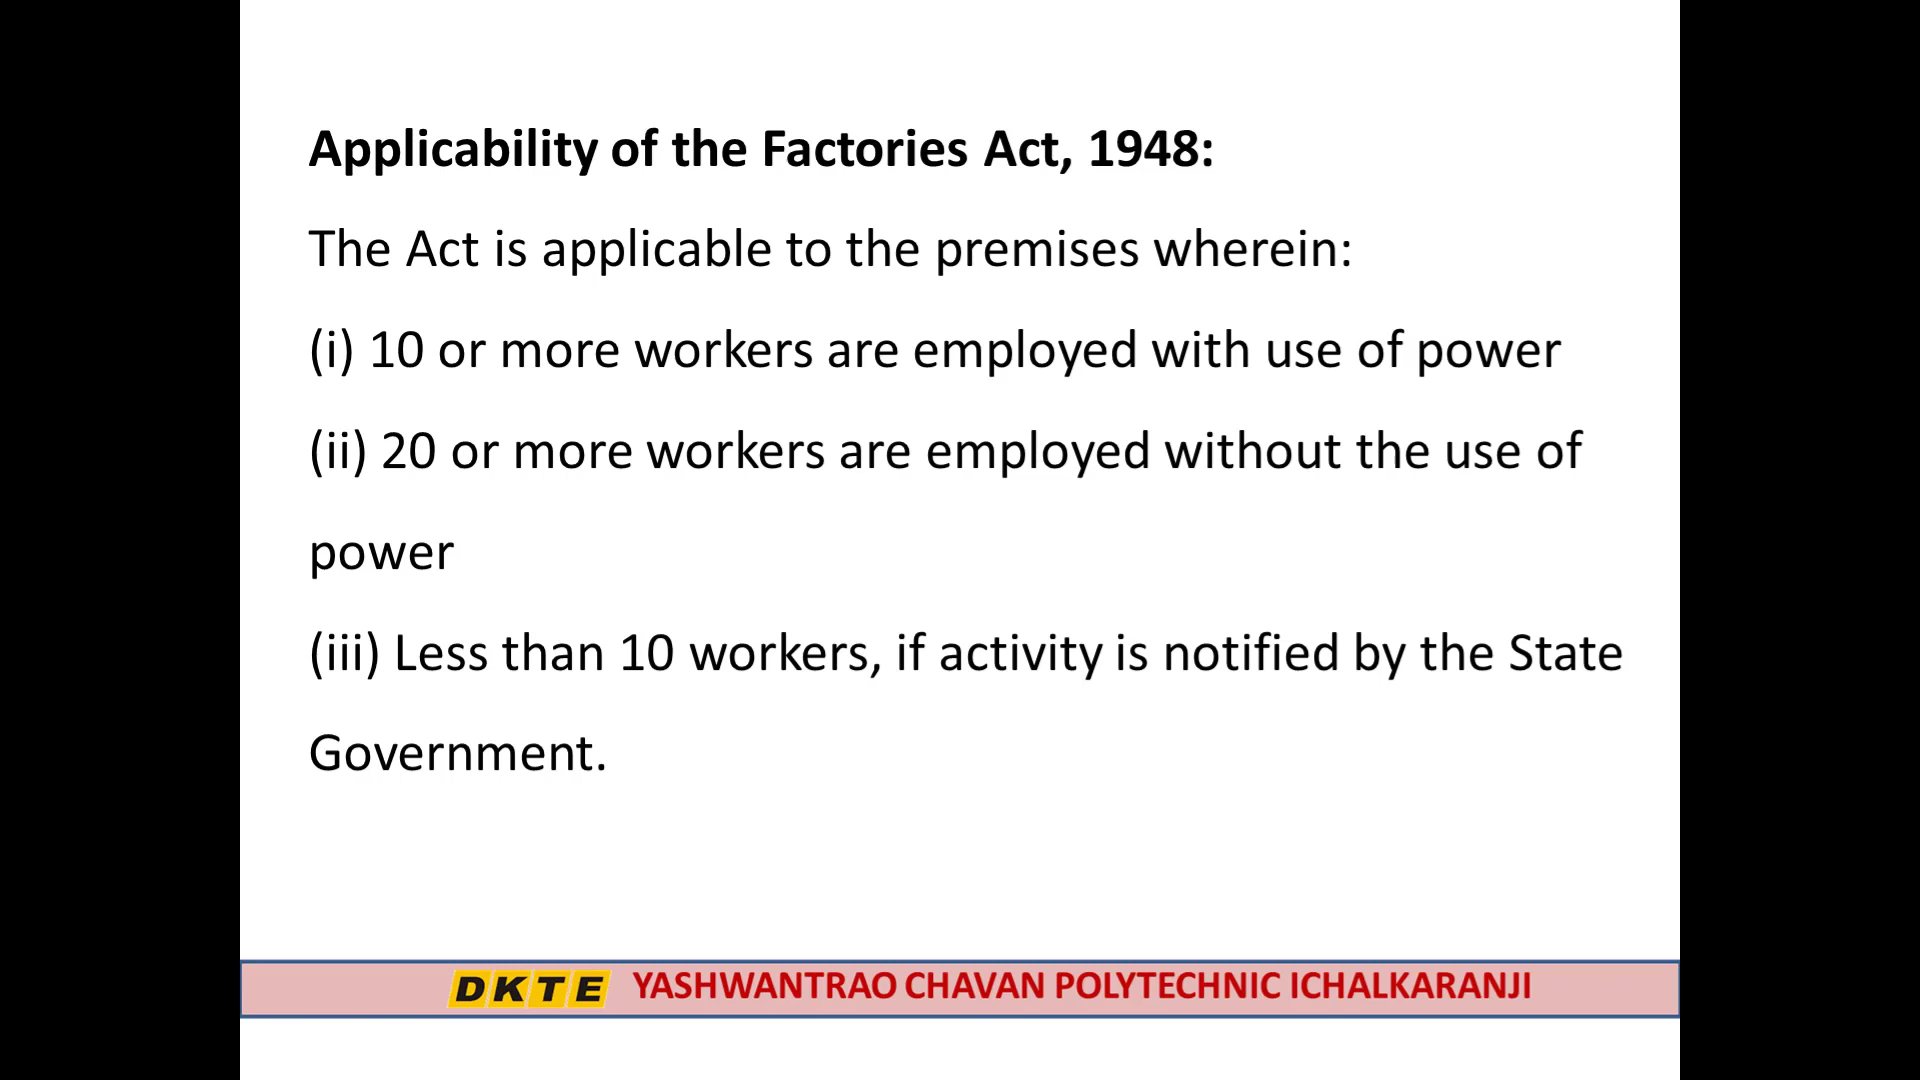 Applicability of the Factories Act, 1948:
The Act is applicable to the premises wherein:
(i) 10 or more workers are employed with use of power
(ii) 20 or more workers are employed without the use of
power
(iii) Less than 10 workers, if activity is notified by the State
Government.
DKTE YASHWANTRAO CHAVAN POLYTECHNIC ICHALKARANJI